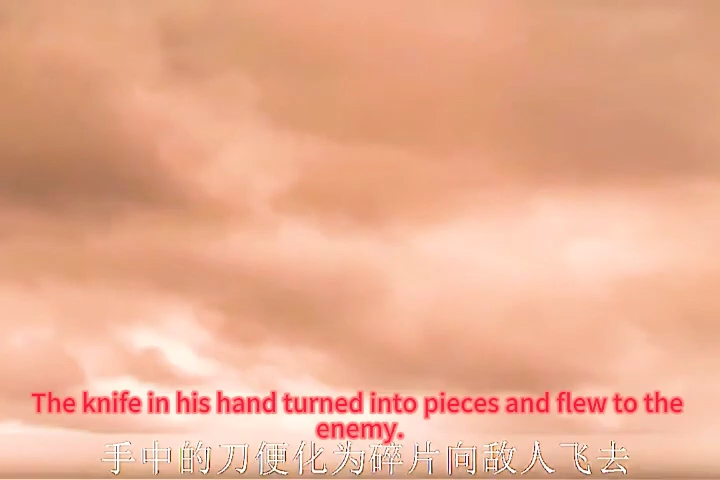 The knife in his hand turned into pieces and flew to the
enemy.
手中的刀便化为碎片向敌人飞去